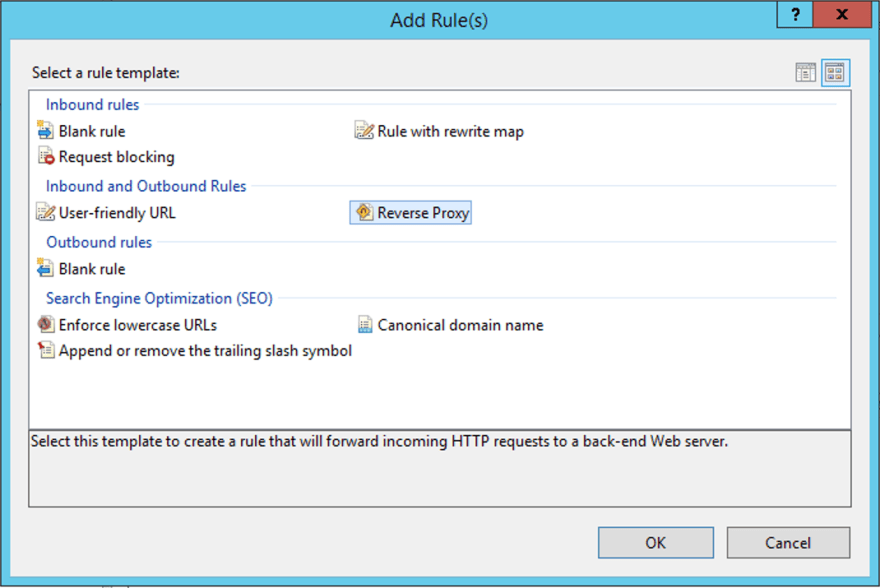 Add Rule(s)
?
x
Select a rule template:
Inbound rules
Blank rule
Rule with rewrite map
Request blocking
Inbound and Outbound Rules
User-friendly URL
Reverse Proxy
Outbound rules
Blank rule
Search Engine Optimization (SEO)
Enforce lowercase URLs
Canonical domain name
Append or remove the trailing slash symbol
Select this template to create a rule that will forward incoming HTTP requests to a back-end Web server.
OK
Cancel